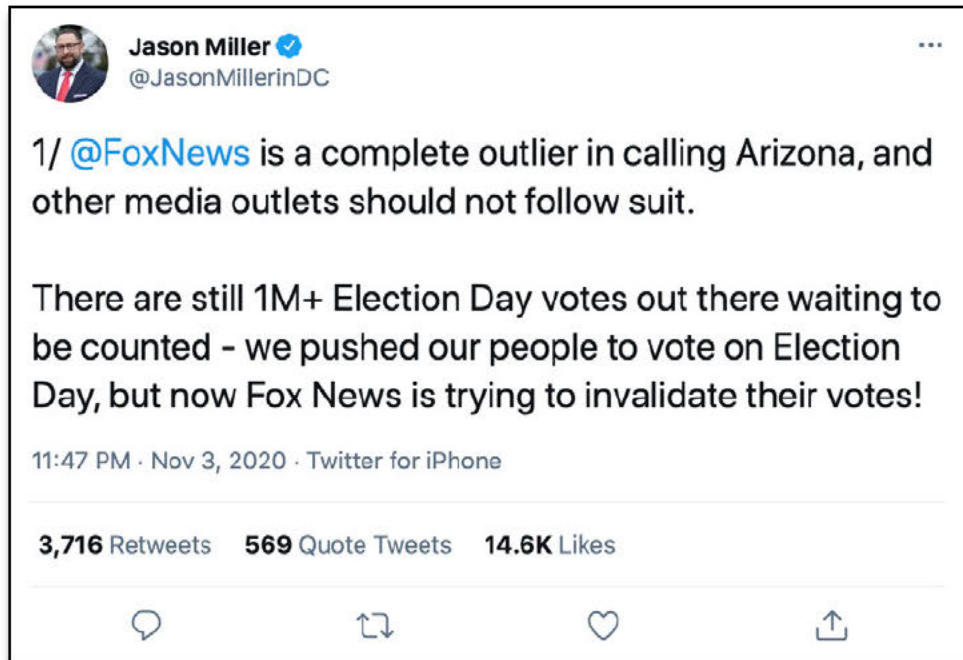 Jason Miller
@JasonMillerinDC
1/ @FoxNews is a complete outlier in calling Arizona, and
other media outlets should not follow suit.
There are still 1M+ Election Day votes out there waiting to
be counted - we pushed our people to vote on Election
Day, but now Fox News is trying to invalidate their votes!
11:47 PM · Nov 3, 2020 · Twitter for iPhone
3,716 Retweets 569 Quote Tweets 14.6K Likes